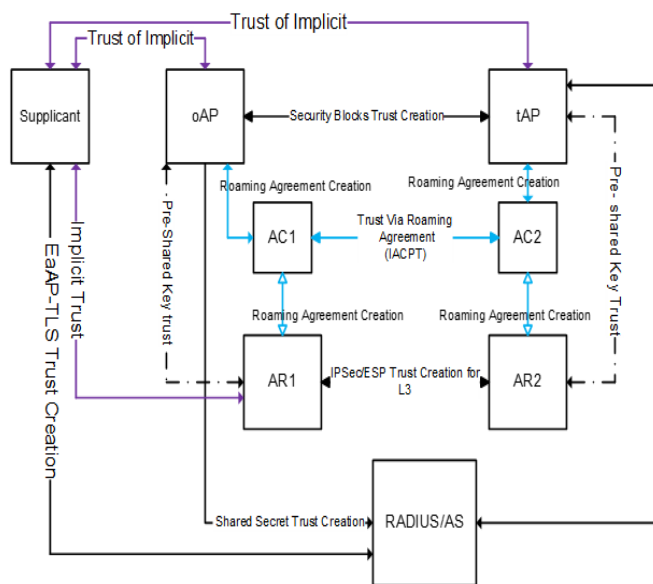 Trust of Implicit
Trust of Implicit
Supplicant
oAP
tAP
Security Blocks Trust Creation
Roaming Agreement Creation
Roaming Agreement Creation
Pre-Shared Key trust
Pre- shared Key Trust
Implicit Trust
EaAP-TLS Trust Creation
AC1
Trust Via Roaming
Agreement
(IACPT)
AC2
Roaming Agreement Creation
Roaming Agreement Creation
AR1
IPSec/ESP Trust Creation for
L3
AR2
Shared Secret Trust Creation
RADIUS/AS